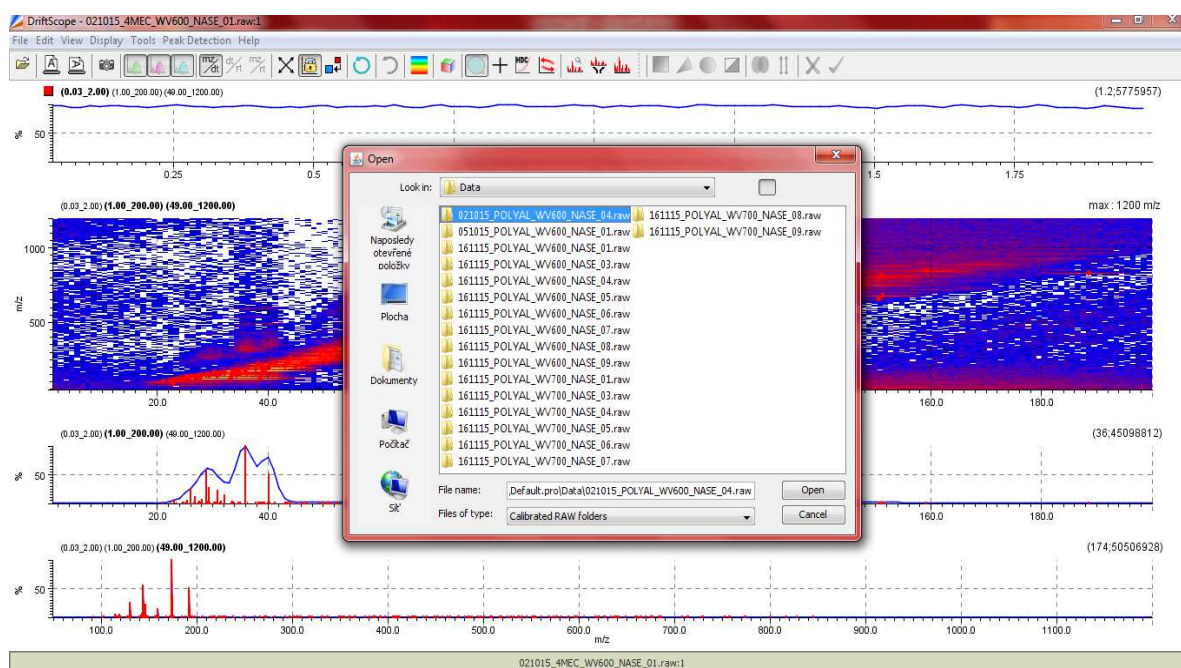 DriftScope - 021015_4MEC_WV600_NASE_01.raw:1
File Edit View Display Tools Peak Detection Help
(0.03_2.00) (1.00_200.00) (49.00_1200.00)
(1.2;5775957)
%
50
0.25
0.5
1.5
1.75
(0.03_2.00) (1.00_200.00) (49.00_1200.00)
max : 1200 m/z
1000
m/z
500
20.0
40.0
160.0
180.0
(0.03_2.00) (1.00_200.00) (49.00_1200.00)
(36;45098812)
%
50
20.0
40.0
160.0
180.0
(0.03_2.00) (1.00_200.00) (49.00_1200.00)
(174;50506928)
%
50
100.0
200.0
300.0
400.0
500.0
600.0
700.0
800.0
900.0
1000.0
1100.0
m/z
021015_4MEC_WV600_NASE_01.raw:1
Open
Look in:
Data
Naposledy
otevřené
položky
Plocha
Dokumenty
Počítač
Síť
021015_POLYAL_WV600_NASE_04.raw
051015_POLYAL_WV600_NASE_01.raw
161115_POLYAL_WV600_NASE_01.raw
161115_POLYAL_WV600_NASE_03.raw
161115_POLYAL_WV600_NASE_04.raw
161115_POLYAL_WV600_NASE_05.raw
161115_POLYAL_WV600_NASE_06.raw
161115_POLYAL_WV600_NASE_07.raw
161115_POLYAL_WV600_NASE_08.raw
161115_POLYAL_WV600_NASE_09.raw
161115_POLYAL_WV700_NASE_01.raw
161115_POLYAL_WV700_NASE_03.raw
161115_POLYAL_WV700_NASE_04.raw
161115_POLYAL_WV700_NASE_05.raw
161115_POLYAL_WV700_NASE_06.raw
161115_POLYAL_WV700_NASE_07.raw
161115_POLYAL_WV700_NASE_08.raw
161115_POLYAL_WV700_NASE_09.raw
File name:
.Default.pro\Data\021015_POLYAL_WV600_NASE_04.raw
Open
Files of type:
Calibrated RAW folders
Cancel